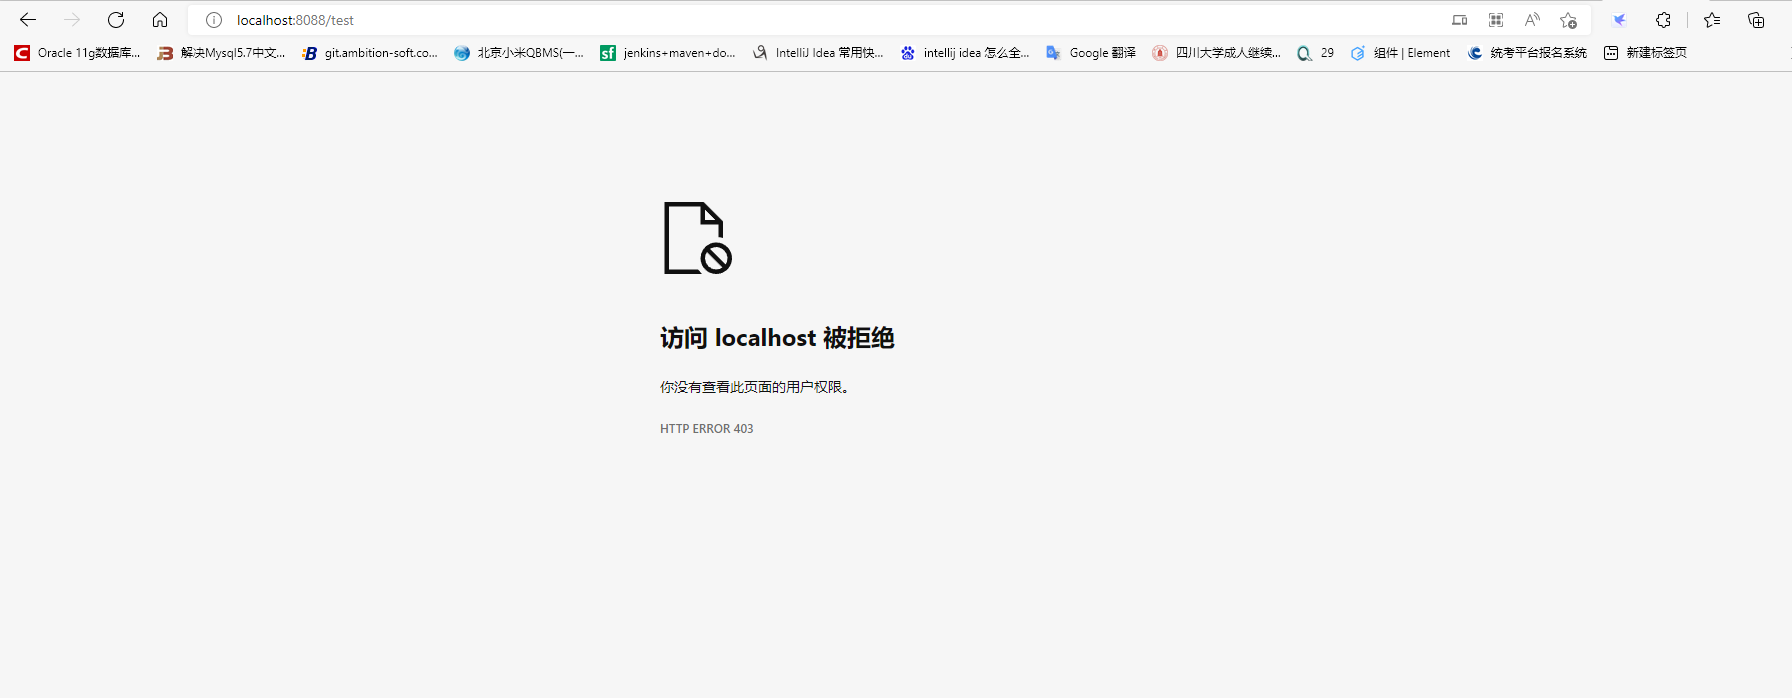 localhost:8088/test
Oracle 11g数据库... 解决Mysql5.7中文... git.ambition-soft.co... 北京小米QBMS(一... jenkins+maven+do... IntelliJ Idea 常用快... intellij idea 怎么全... Google 翻译 四川大学成人继续... 29 组件 | Element 统考平台报名系统 新建标签页
访问 localhost 被拒绝
你没有查看此页面的用户权限。
HTTP ERROR 403